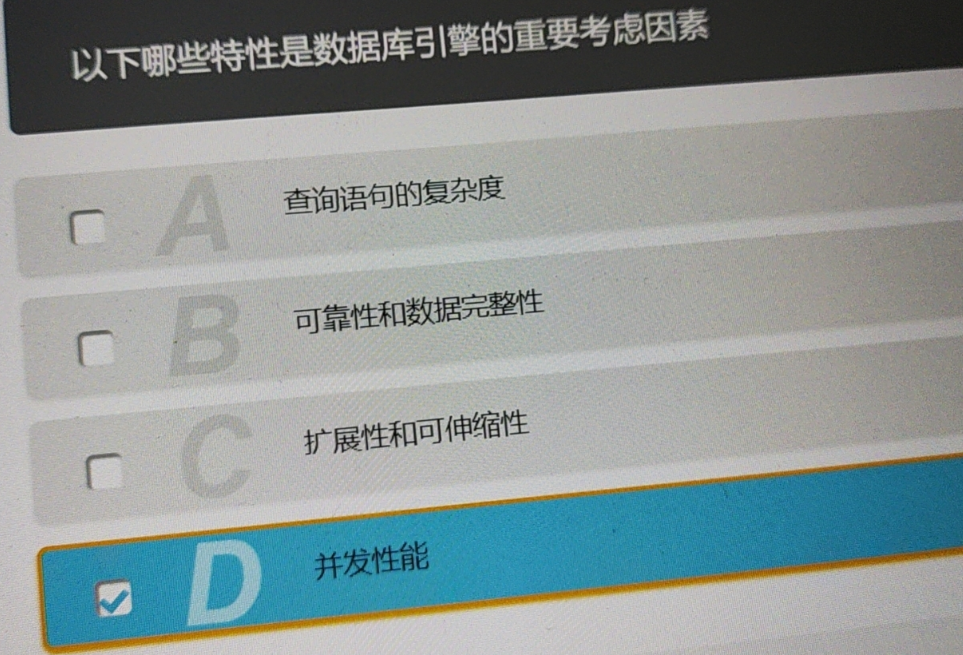 以下哪些特性是数据库引擎的重要考虑因素
A 查询语句的复杂度
B 可靠性和数据完整性
C 扩展性和可伸缩性
D 并发性能